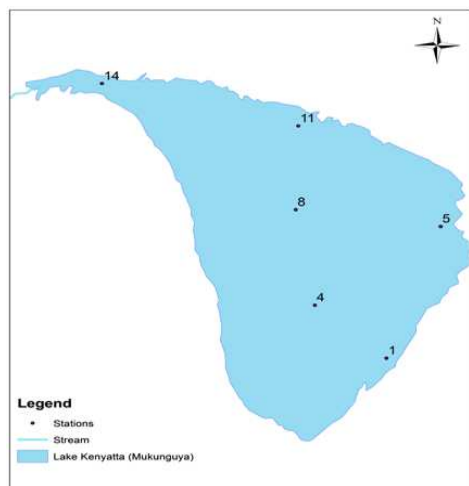 N
14
11
8
5
4
1
Legend
Stations
Stream
Lake Kenyatta (Mukunguya)